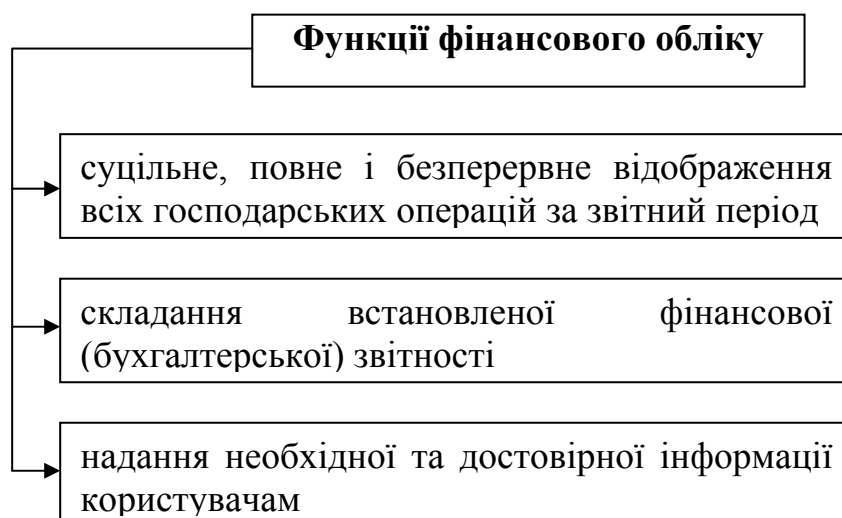 Функції фінансового обліку
суцільне, повне і безперервне відображення
всіх господарських операцій за звітний період
складання встановленої фінансової
(бухгалтерської) звітності
надання необхідної та достовірної інформації
користувачам